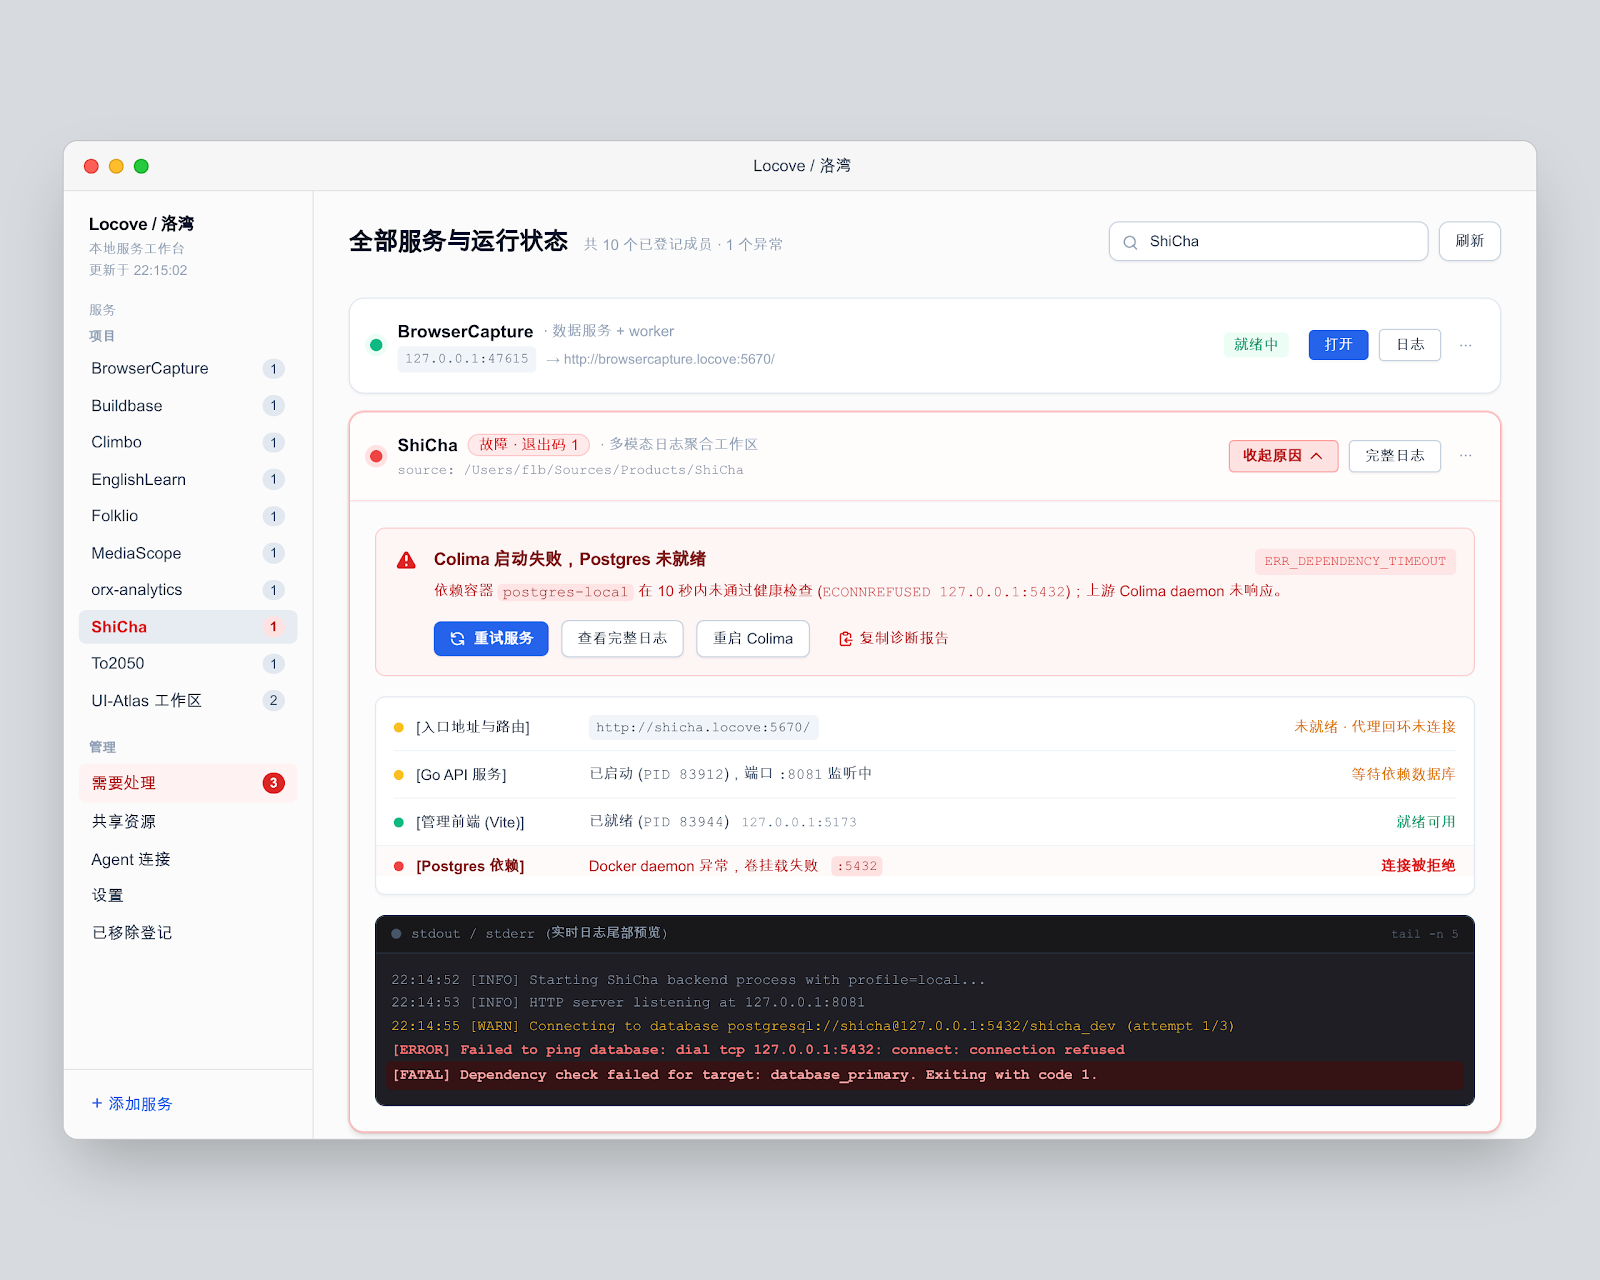 Locove / 洛湾
Locove / 洛湾
本地服务工作台
更新于 22:15:02
服务
项目
BrowserCapture 1
Buildbase 1
Climbo 1
EnglishLearn 1
Folklio 1
MediaScope 1
orx-analytics 1
ShiCha 1
To2050 1
UI-Atlas 工作区 2
管理
需要处理 3
共享资源
Agent 连接
设置
已移除登记
+ 添加服务
全部服务与运行状态 共 10 个已登记成员 · 1 个异常
ShiCha
刷新
BrowserCapture · 数据服务 + worker
127.0.0.1:47615 → http://browsercapture.locove:5670/
就绪中 打开 日志 ···
ShiCha 故障 · 退出码 1 · 多模态日志聚合工作区
source: /Users/flb/Sources/Products/ShiCha
收起原因 完整日志 ···
Colima 启动失败，Postgres 未就绪
ERR_DEPENDENCY_TIMEOUT
依赖容器 postgres-local 在 10 秒内未通过健康检查 (ECONNREFUSED 127.0.0.1:5432)；上游 Colima daemon 未响应。
重试服务 查看完整日志 重启 Colima 复制诊断报告
[入口地址与路由] http://shicha.locove:5670/ 未就绪 · 代理回环未连接
[Go API 服务] 已启动 (PID 83912)，端口 :8081 监听中 等待依赖数据库
[管理前端 (Vite)] 已就绪 (PID 83944) 127.0.0.1:5173 就绪可用
[Postgres 依赖] Docker daemon 异常，卷挂载失败 :5432 连接被拒绝
stdout / stderr (实时日志尾部预览) tail -n 5
22:14:52 [INFO] Starting ShiCha backend process with profile=local...
22:14:53 [INFO] HTTP server listening at 127.0.0.1:8081
22:14:55 [WARN] Connecting to database postgresql://shicha@127.0.0.1:5432/shicha_dev (attempt 1/3)
[ERROR] Failed to ping database: dial tcp 127.0.0.1:5432: connect: connection refused
[FATAL] Dependency check failed for target: database_primary. Exiting with code 1.